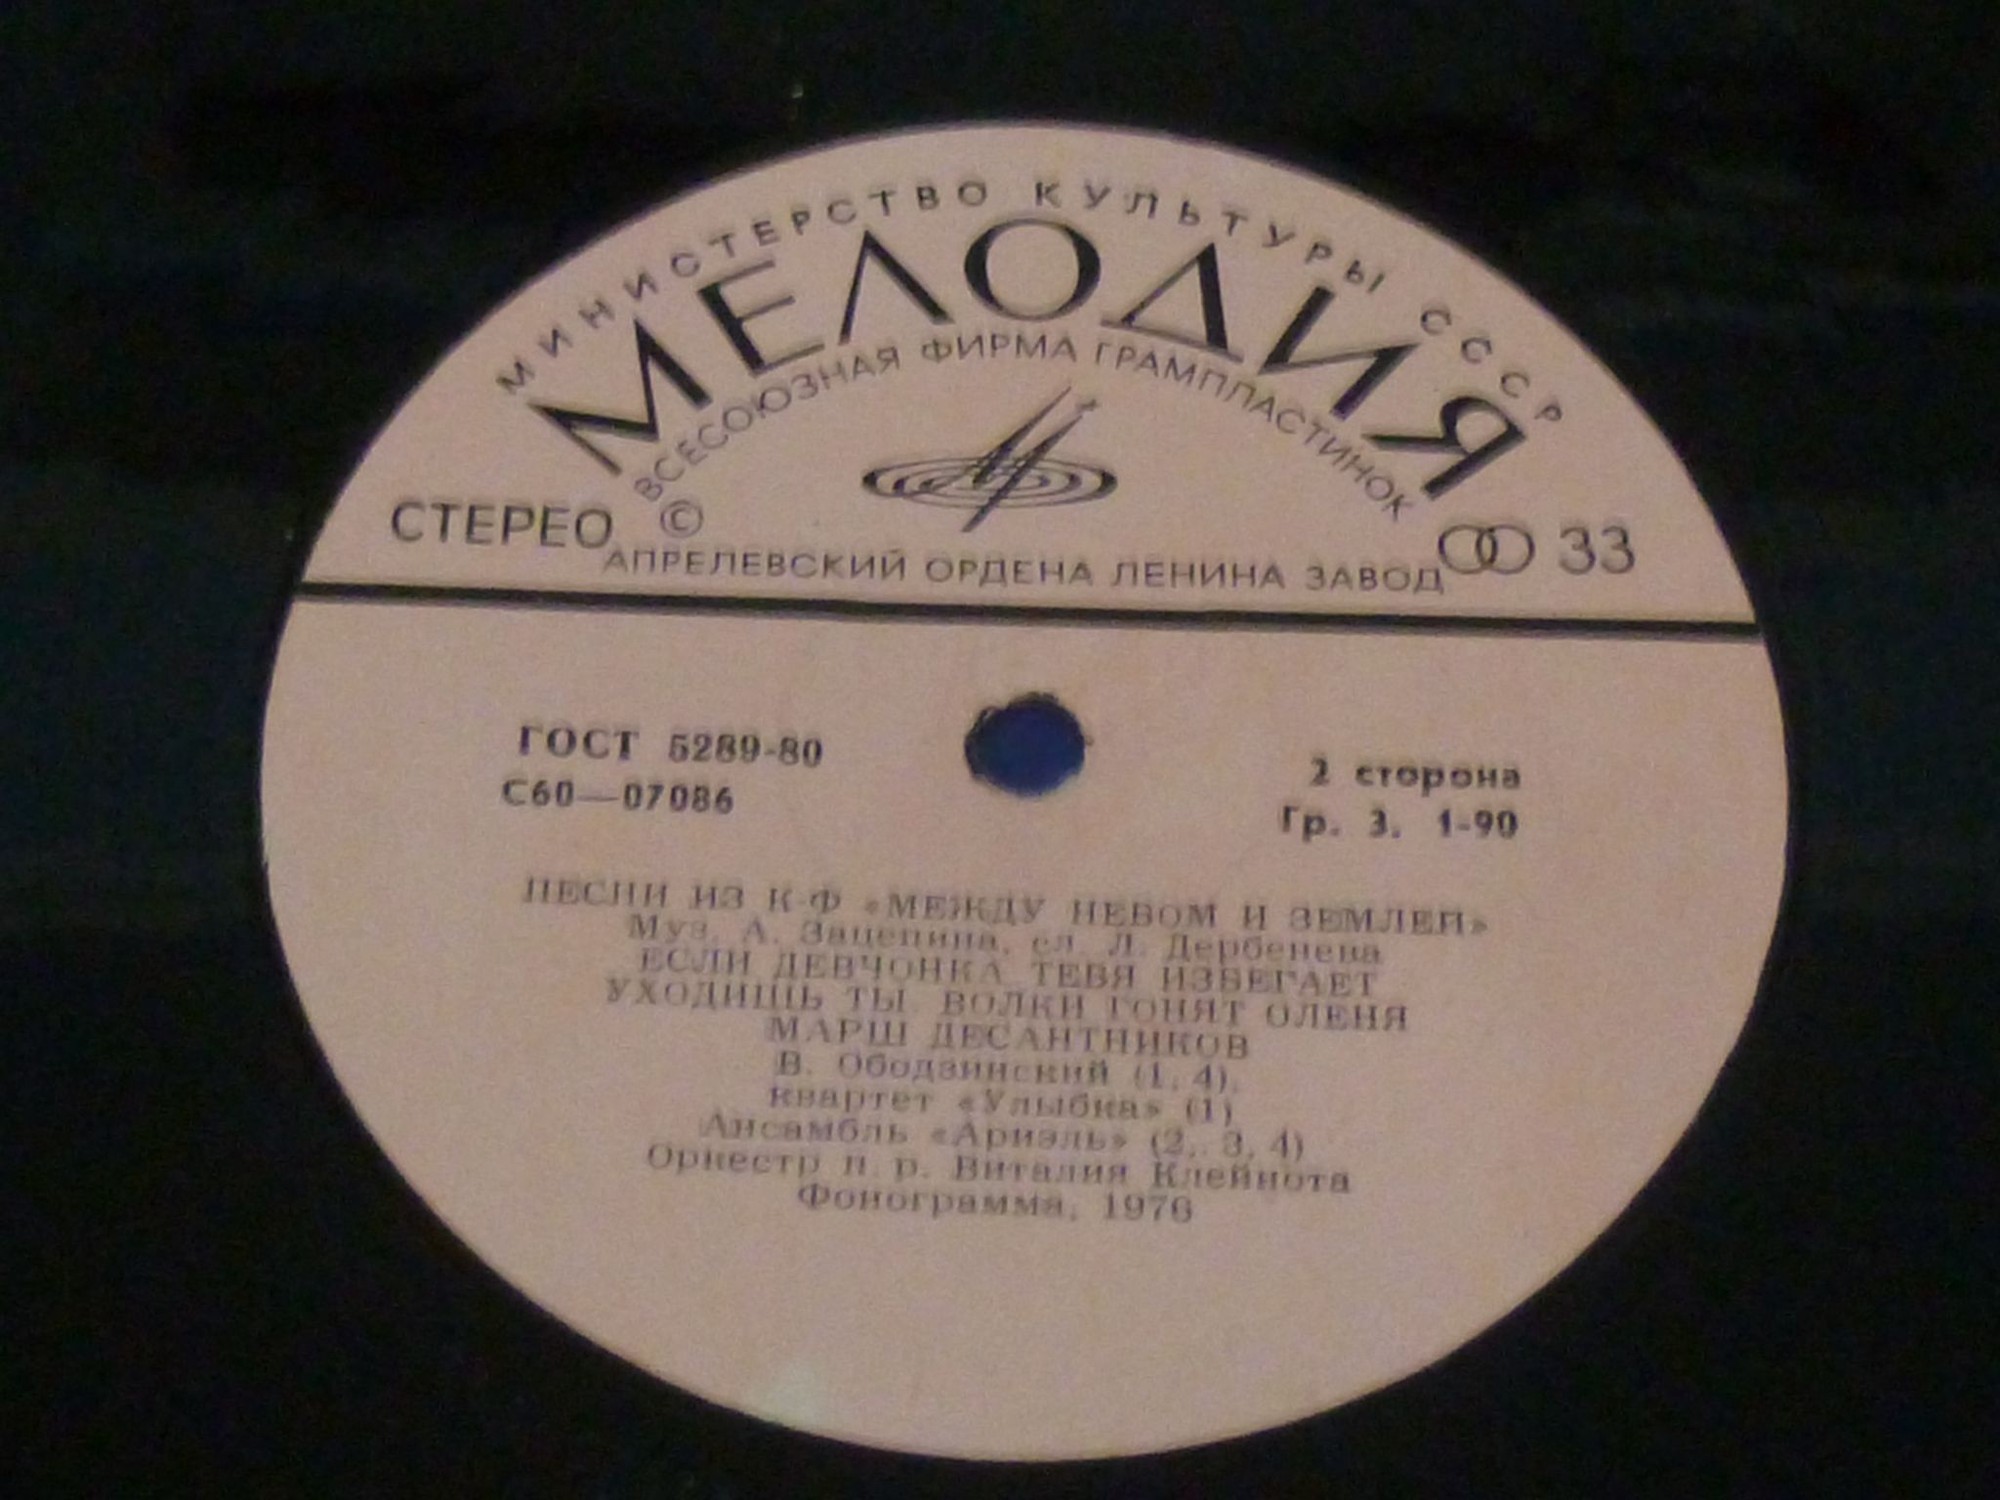 МИНИСТЕРСТВО КУЛЬТУРЫ СССР
МЕЛОДИЯ
ВСЕСОЮЗНАЯ ФИРМА ГРАМПЛАСТИНОК
СТЕРЕО © 33
АПРЕЛЕВСКИЙ ОРДЕНА ЛЕНИНА ЗАВОД
ГОСТ 5289-80
С60—07086
2 сторона
Гр. 3. 1-90
ПЕСНИ ИЗ К-Ф «МЕЖДУ НЕБОМ И ЗЕМЛЕЙ»
Муз. А. Зацепина, сл. Л. Дербенева
ЕСЛИ ДЕВЧОНКА ТЕБЯ ИЗБЕГАЕТ
УХОДИШЬ ТЫ. ВОЛКИ ГОНЯТ ОЛЕНЯ
МАРШ ДЕСАНТНИКОВ
В. Ободзинский (1, 4),
квартет «Улыбка» (1)
Ансамбль «Ариэль» (2,. 3, 4)
Оркестр п. р. Виталия Клейнота
Фонограмма, 1976